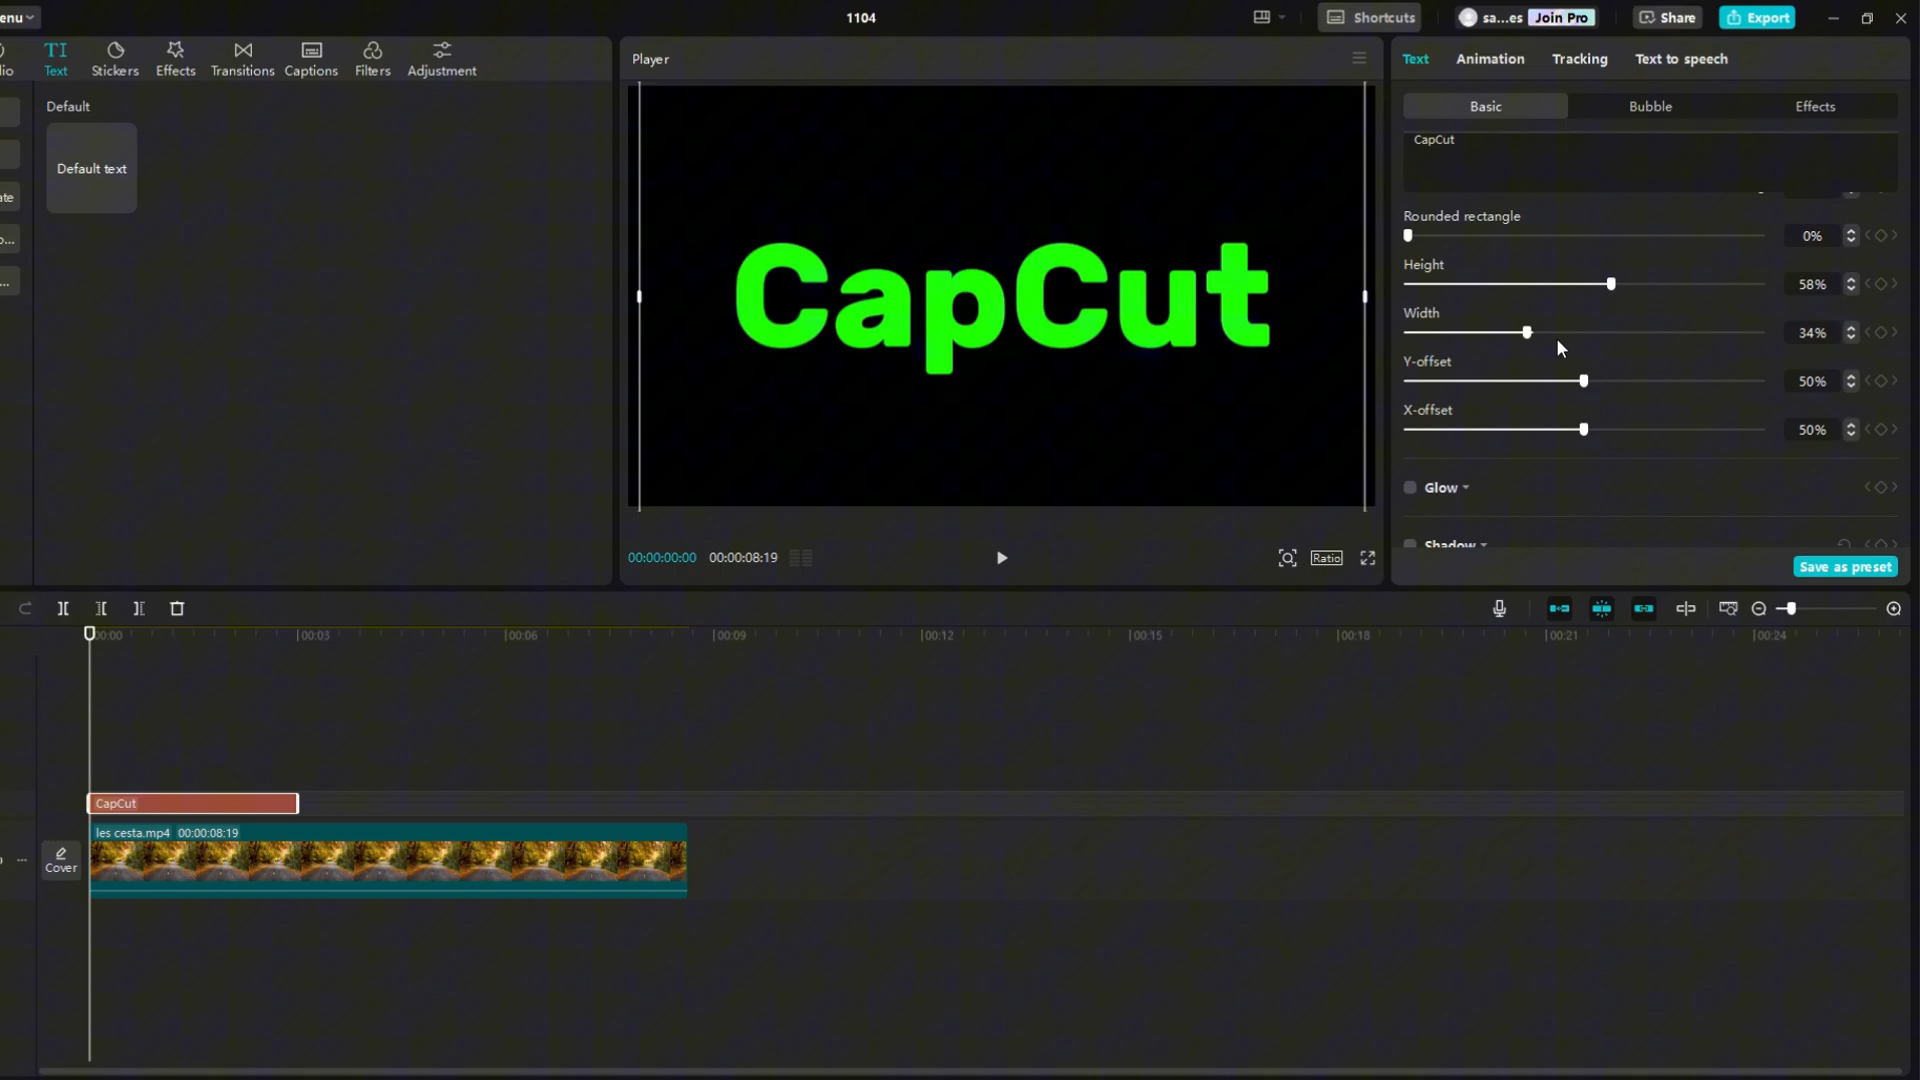 enu
1104
Shortcuts
sa...es
Join Pro
Share
Export
lio
TI
Text
Stickers
Effects
Transitions
Captions
Filters
Adjustment
Default
Default text
ate
o...
...
Player
CapCut
00:00:00:00
00:00:08:19
Ratio
Text
Animation
Tracking
Text to speech
Basic
Bubble
Effects
CapCut
Rounded rectangle
0%
Height
58%
Width
34%
Y-offset
50%
X-offset
50%
Glow
Shadow
Save as preset
00:00
00:03
00:06
00:09
00:12
00:15
00:18
00:21
00:24
CapCut
les cesta.mp4 00:00:08:19
Cover